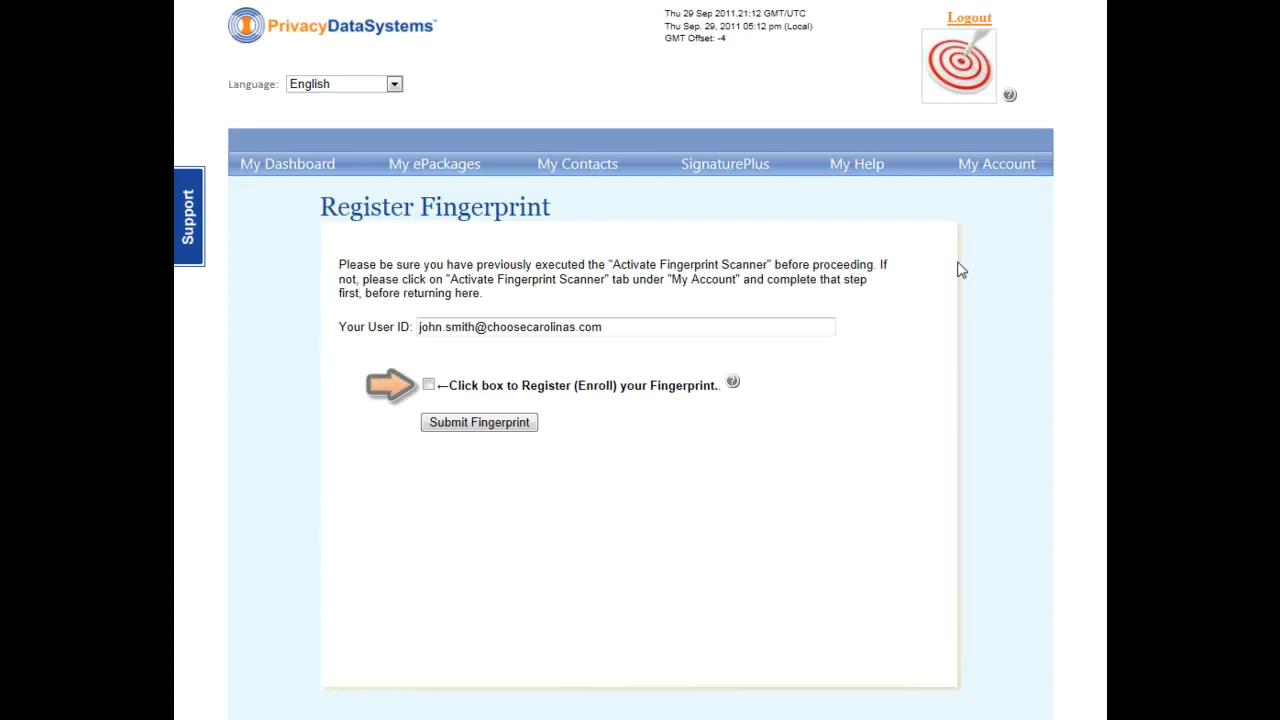 PrivacyDataSystems™
Thu 29 Sep 2011.21:12 GMT/UTC
Thu Sep. 29, 2011 05:12 pm (Local)
GMT Offset: -4
Logout
Language: English
?
My Dashboard My ePackages My Contacts SignaturePlus My Help My Account
Support
Register Fingerprint
Please be sure you have previously executed the "Activate Fingerprint Scanner" before proceeding. If
not, please click on "Activate Fingerprint Scanner" tab under "My Account" and complete that step
first, before returning here.
Your User ID: john.smith@choosecarolinas.com
←Click box to Register (Enroll) your Fingerprint.. ?
Submit Fingerprint